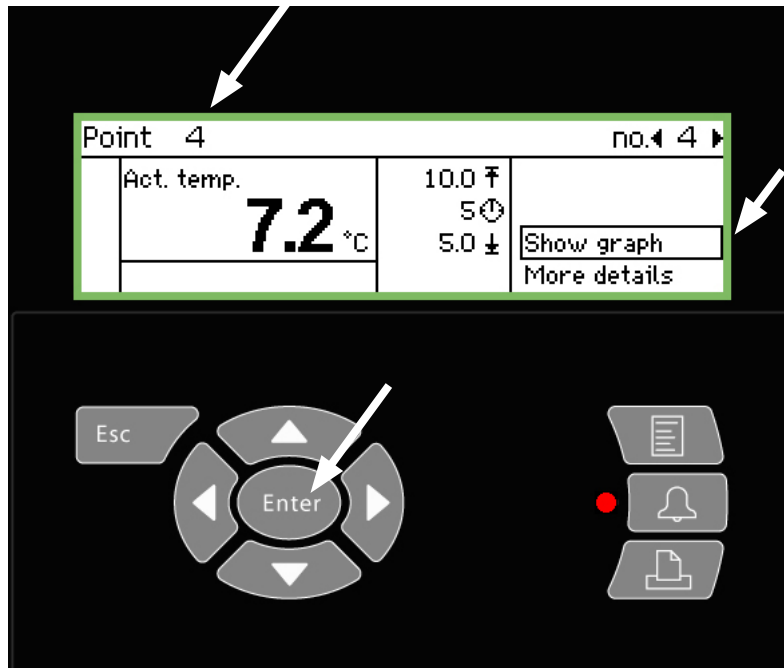 Point 4 no. 4
Act. temp.
7.2 °C
10.0
5
5.0
Show graph
More details
Esc
Enter